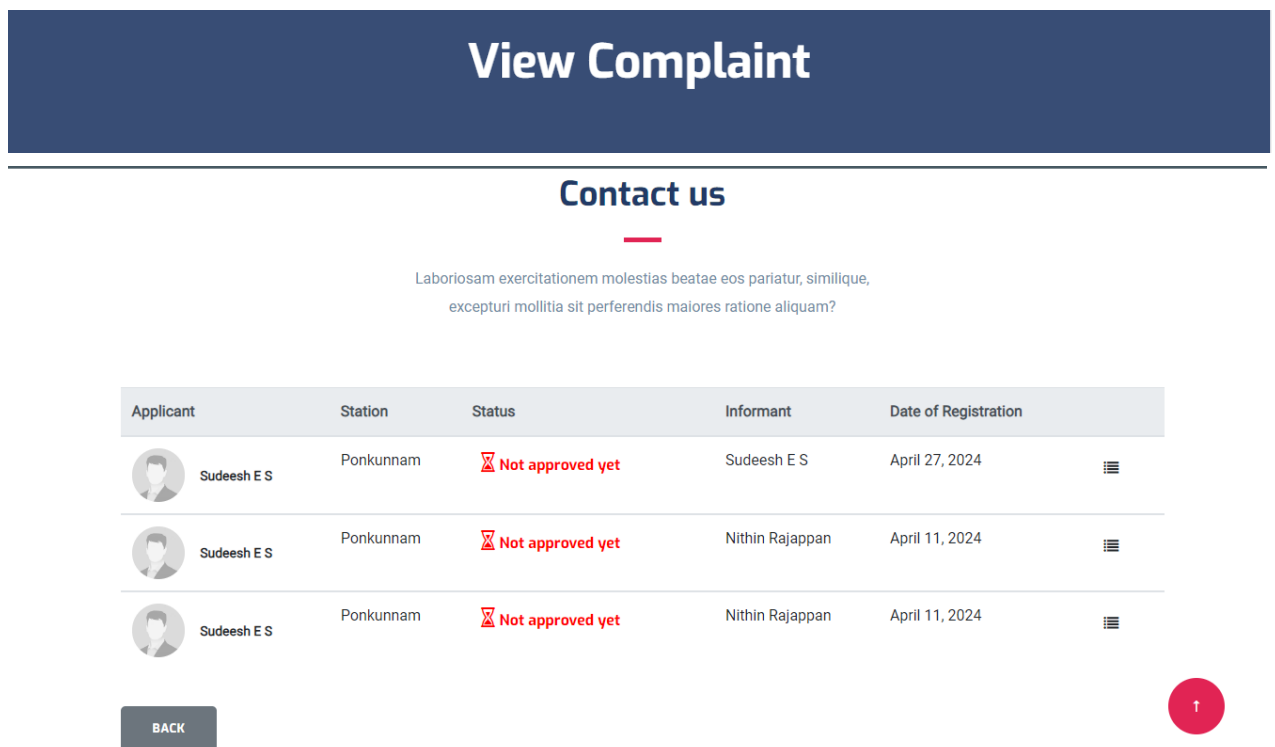 View Complaint
Contact us
Laboriosam exercitationem molestias beatae eos pariatur, similique,
excepturi mollitia sit perferendis maiores ratione aliquam?
Applicant Station Status Informant Date of Registration
Sudeesh E S Ponkunnam Not approved yet Sudeesh E S April 27, 2024
Sudeesh E S Ponkunnam Not approved yet Nithin Rajappan April 11, 2024
Sudeesh E S Ponkunnam Not approved yet Nithin Rajappan April 11, 2024
BACK